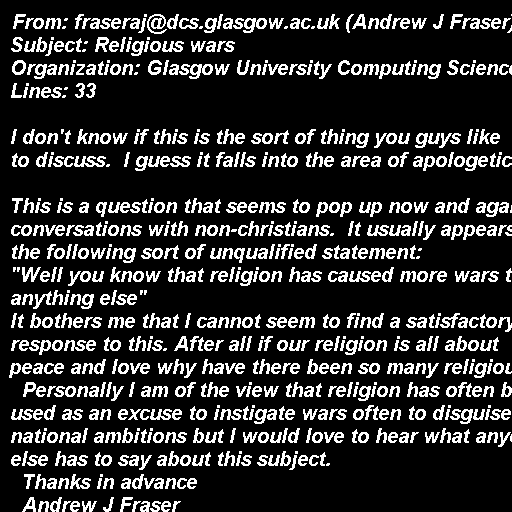 From: fraseraj@dcs.glasgow.ac.uk (Andrew J Fraser)
Subject: Religious wars
Organization: Glasgow University Computing Science
Lines: 33
I don't know if this is the sort of thing you guys like
to discuss.  I guess it falls into the area of apologetic
This is a question that seems to pop up now and agai
conversations with non-christians.  It usually appears
the following sort of unqualified statement:
"Well you know that religion has caused more wars t
anything else"
It bothers me that I cannot seem to find a satisfactory
response to this. After all if our religion is all about
peace and love why have there been so many religiou
  Personally I am of the view that religion has often b
used as an excuse to instigate wars often to disguise
national ambitions but I would love to hear what any
else has to say about this subject.
  Thanks in advance
  Andrew J Fraser